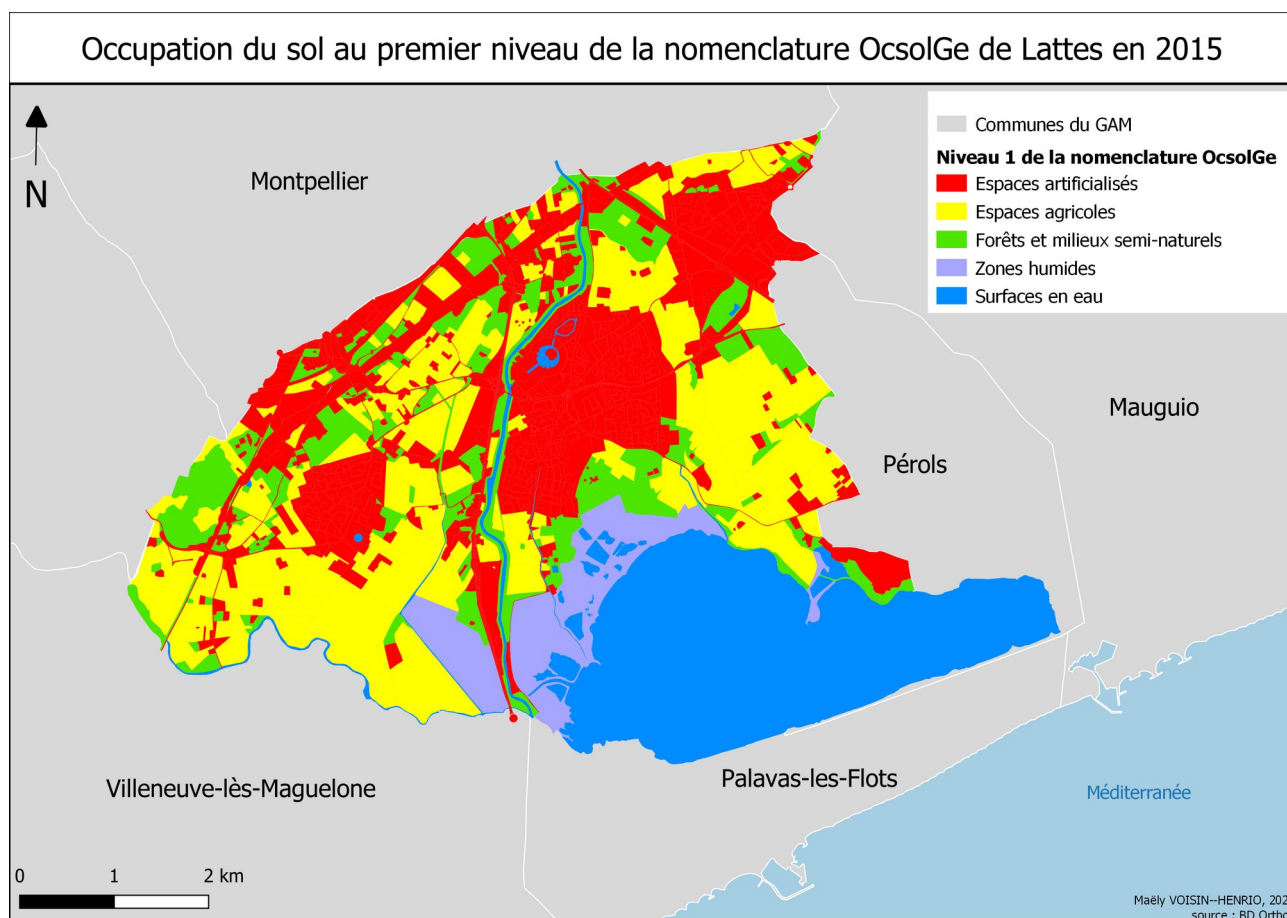 Occupation du sol au premier niveau de la nomenclature OcsolGe de Lattes en 2015
N
Montpellier
Communes du GAM
Niveau 1 de la nomenclature OcsolGe
Espaces artificialisés
Espaces agricoles
Forêts et milieux semi-naturels
Zones humides
Surfaces en eau
Mauguio
Pérols
Villeneuve-lès-Maguelone
Palavas-les-Flots
Méditerranée
0 1 2 km
Maëly VOISIN--HENRIO, 202
source : BD Ortho